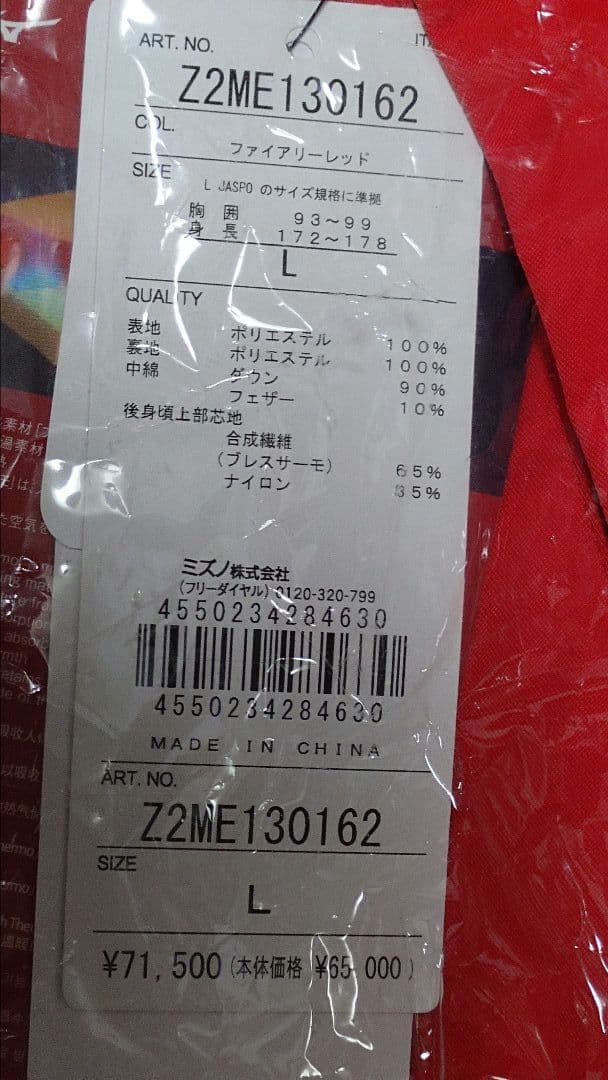 ART. NO.
Z2ME130162
COL.
ファイアリーレッド
SIZE
L JASPO のサイズ規格に準拠
胸 囲 93~99
身 長 172~178
L
QUALITY
表地 ポリエステル 100%
裏地 ポリエステル 100%
中綿 ダウン 90%
フェザー 10%
後身頃上部芯地
合成繊維
(ブレスサーモ) 65%
ナイロン 35%
ミズノ株式会社
(フリーダイヤル) 0120-320-799
4550234284630
4550234284630
MADE IN CHINA
ART. NO.
Z2ME130162
SIZE
L
¥71,500 (本体価格 ¥65 000)